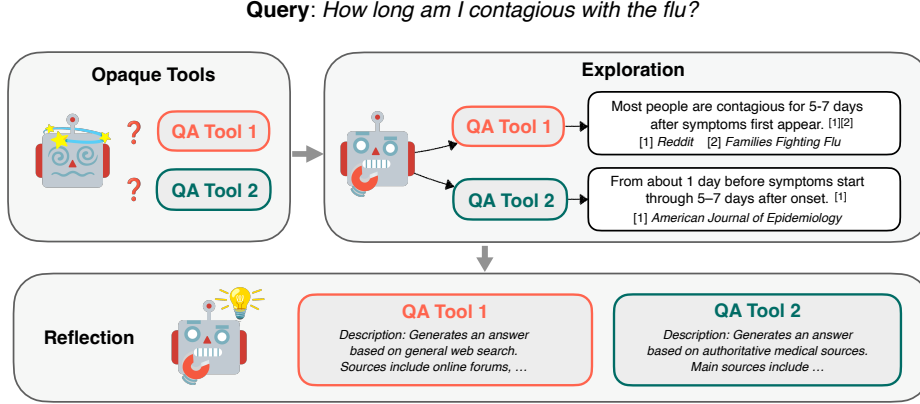 Query: How long am I contagious with the flu?
Opaque Tools
❓ QA Tool 1
❓ QA Tool 2
Exploration
QA Tool 1
Most people are contagious for 5-7 days
after symptoms first appear. [1][2]
[1] Reddit [2] Families Fighting Flu
QA Tool 2
From about 1 day before symptoms start
through 5–7 days after onset. [1]
[1] American Journal of Epidemiology
Reflection
QA Tool 1
Description: Generates an answer
based on general web search.
Sources include online forums, ...
QA Tool 2
Description: Generates an answer
based on authoritative medical sources.
Main sources include ...